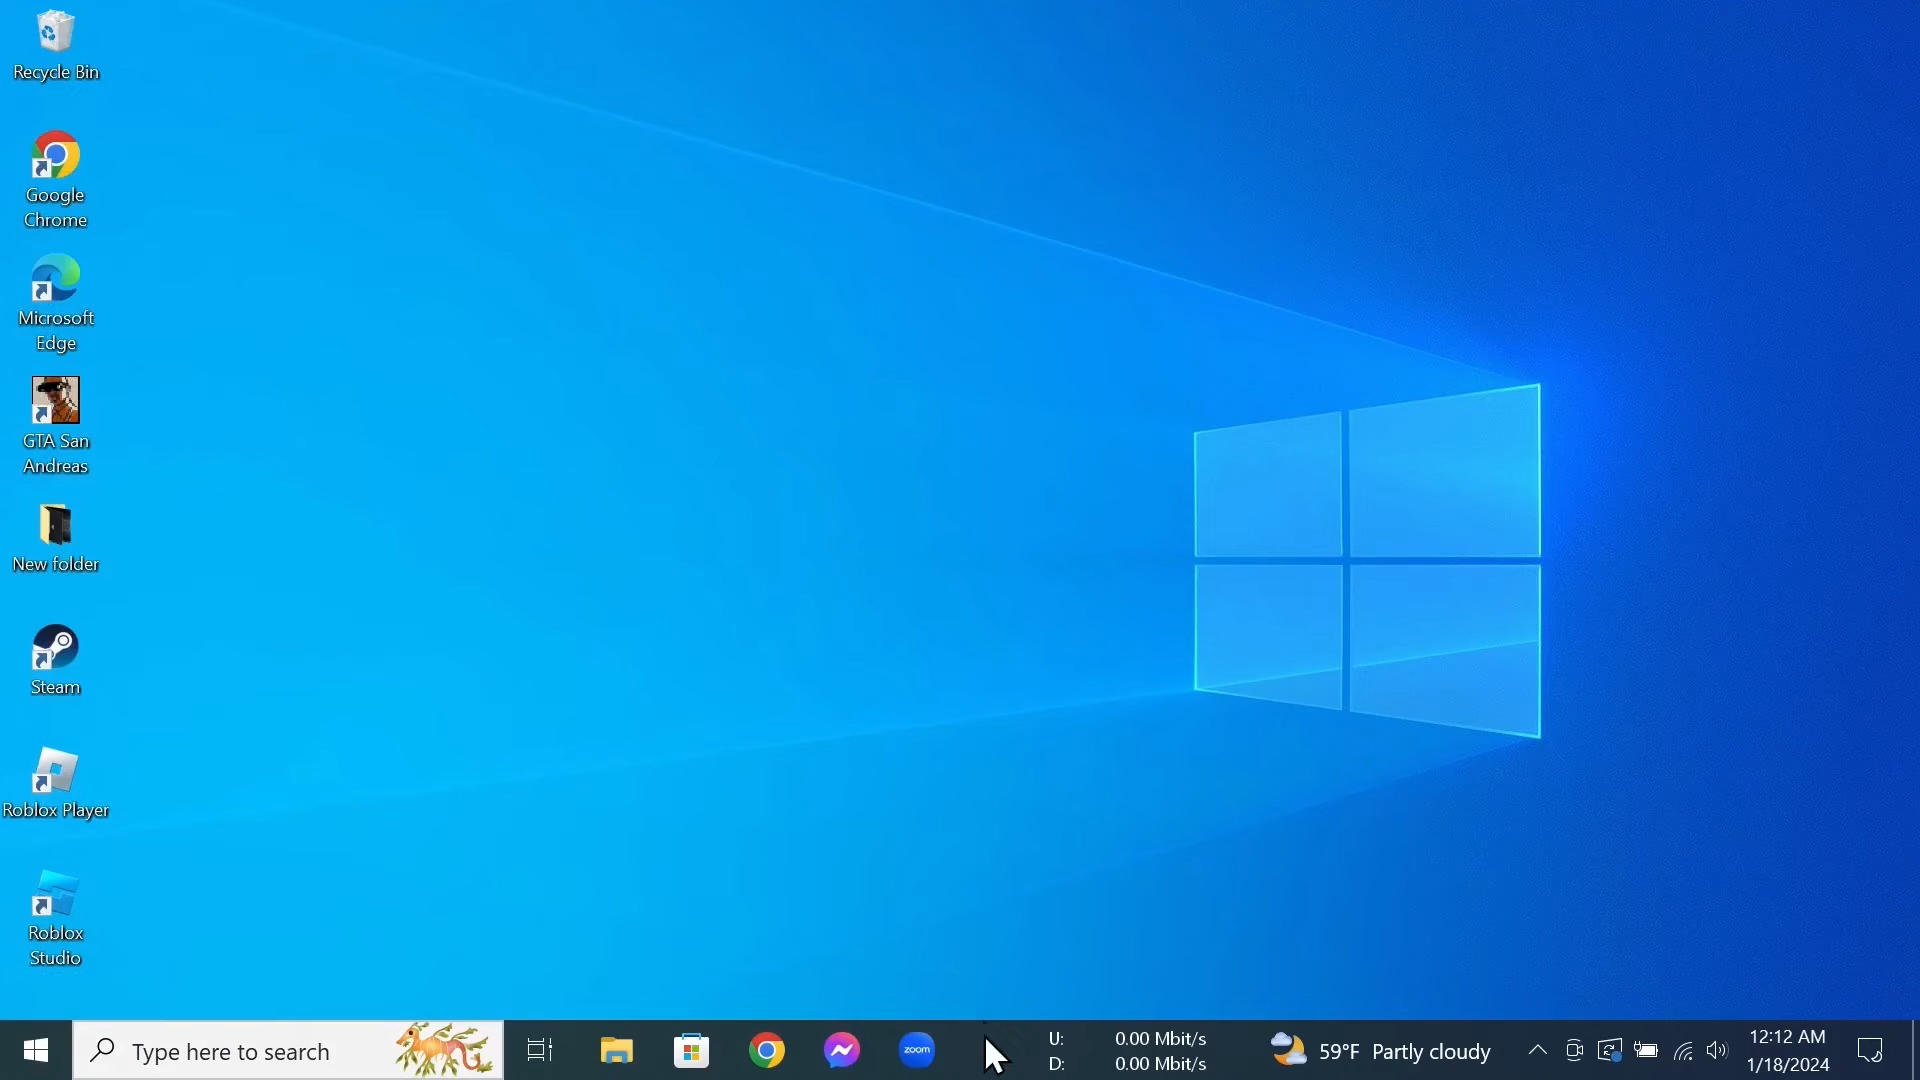 Recycle Bin
Google
Chrome
Microsoft
Edge
GTA San
Andreas
New folder
Steam
Roblox Player
Roblox
Studio
Type here to search
zoom
U: 0.00 Mbit/s
D: 0.00 Mbit/s
59°F Partly cloudy
12:12 AM
1/18/2024